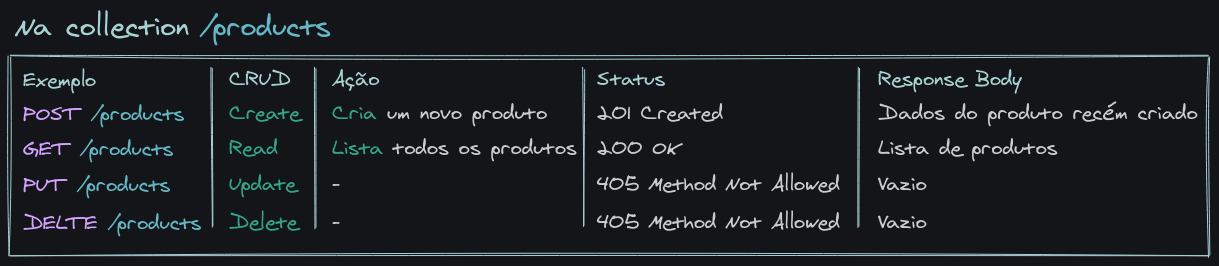 Na collection /products
Exemplo CRUD Ação Status Response Body
POST /products Create Cria um novo produto 201 Created Dados do produto recém criado
GET /products Read Lista todos os produtos 200 OK Lista de produtos
PUT /products Update - 405 Method Not Allowed Vazio
DELTE /products Delete - 405 Method Not Allowed Vazio